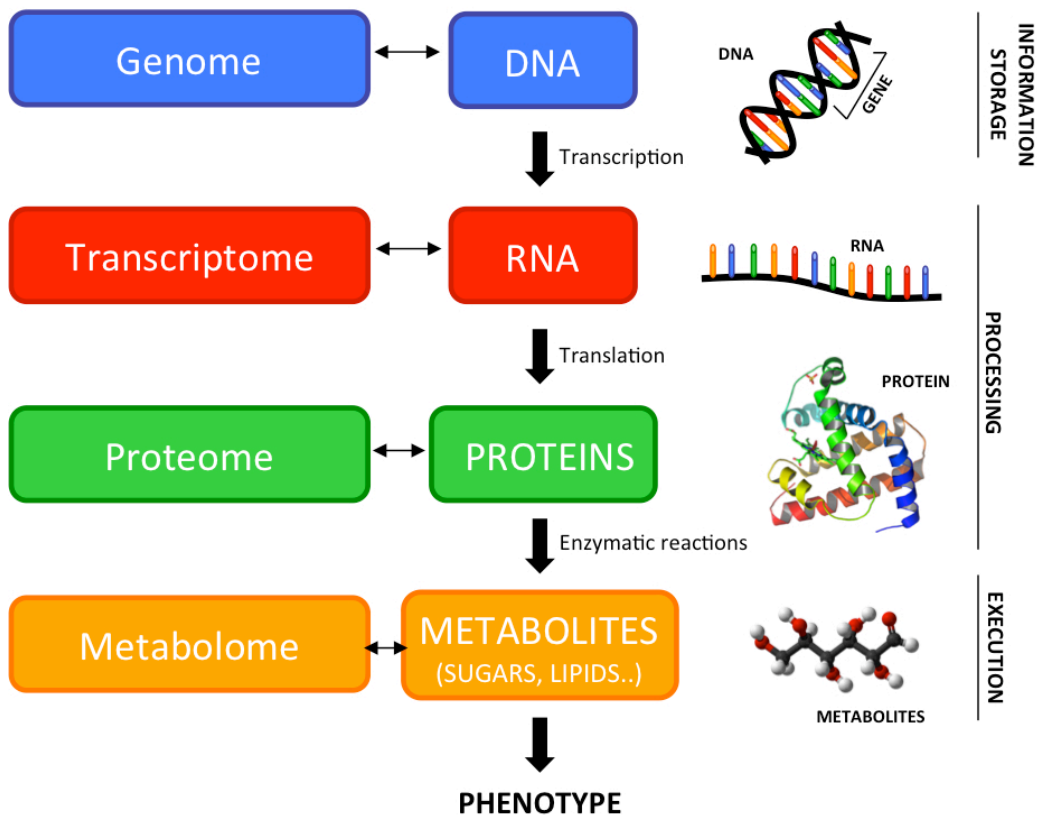 Genome
DNA
DNA
GENE
INFORMATION
STORAGE
Transcription
Transcriptome
RNA
RNA
PROCESSING
Translation
PROTEIN
Proteome
PROTEINS
Enzymatic reactions
Metabolome
METABOLITES
(SUGARS, LIPIDS..)
EXECUTION
METABOLITES
PHENOTYPE